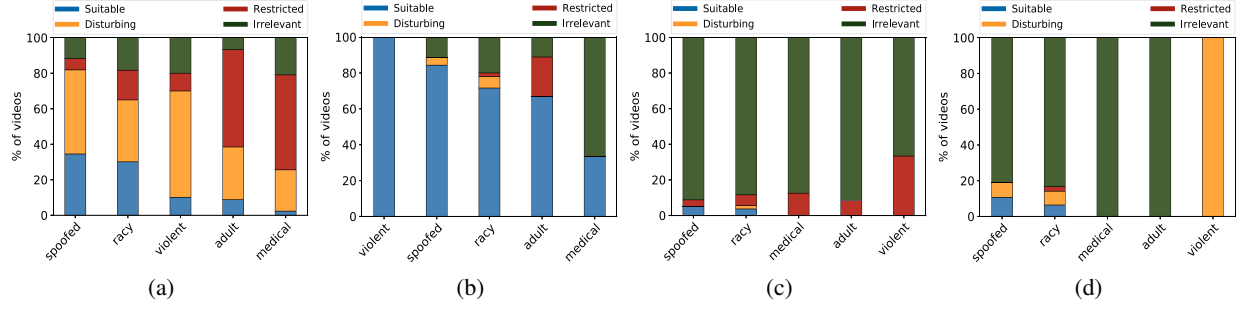 Suitable Restricted
Disturbing Irrelevant
100
80
60
40
20
0
% of videos
spoofed racy violent adult medical
(a)
Suitable Restricted
Disturbing Irrelevant
100
80
60
40
20
0
% of videos
violent spoofed racy adult medical
(b)
Suitable Restricted
Disturbing Irrelevant
100
80
60
40
20
0
% of videos
spoofed racy medical adult violent
(c)
Suitable Restricted
Disturbing Irrelevant
100
80
60
40
20
0
% of videos
spoofed racy medical adult violent
(d)